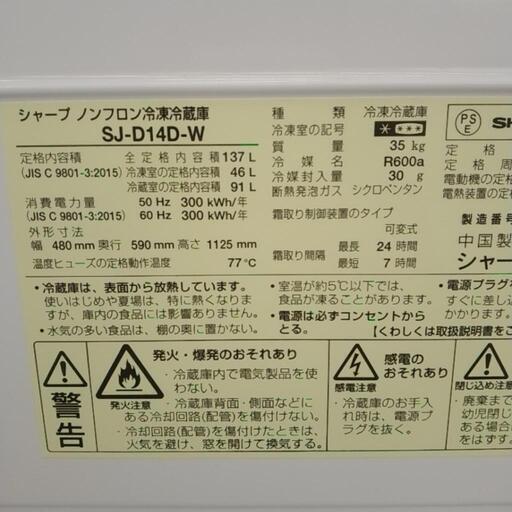 シャープ ノンフロン冷凍冷蔵庫
SJ-D14D-W
定格内容積 全定格内容積 137 L
(JIS C 9801-3:2015) 冷凍室の定格内容積 46 L
冷蔵室の定格内容積 91 L
消費電力量 50 Hz 300 kWh/年
(JIS C 9801-3:2015) 60 Hz 300 kWh/年
外形寸法
幅 480 mm 奥行 590 mm 高さ 1125 mm
温度ヒューズの定格動作温度 77℃
種類 冷凍冷蔵庫
冷凍室の記号
質量 35 kg
冷媒名 R600a
冷媒封入量 30 g
断熱発泡ガス シクロペンタン
霜取り制御装置のタイプ
可変式
霜取り間隔 最長 24 時間
最短 7 時間
PS
E
定格
定格周
電動機の定格
電熱装置の定格
製造番号
中国製
シャー
・冷蔵庫は、表面から放熱しています。
使いはじめや夏場は、特に熱くなりま
すが、庫内の食品には影響ありません。
・水気の多い食品は、棚の奥に置かない。
・室温が約5℃以下では、
食品が凍ることがあります。
・電源は必ずコンセントから
とる。
・電源プラグを
すぐに差し込
かかります。
【くわしくは取扱説明書をご
警告
発火・爆発のおそれあり
発火注意
・冷蔵庫内で電気製品を使
わない。
・冷蔵庫背面・側面などに
ある冷却回路(配管)を傷付けない。
・冷却回路(配管)を傷付けたときは、
火気を避け、窓を開けて換気する。
感電の
おそれあり
感電注意
・冷蔵庫のお手入
れ時は、電源プ
ラグを抜く。
閉じ込め注意
・廃棄まで
幼児閉じ
ある場合
をはずす。